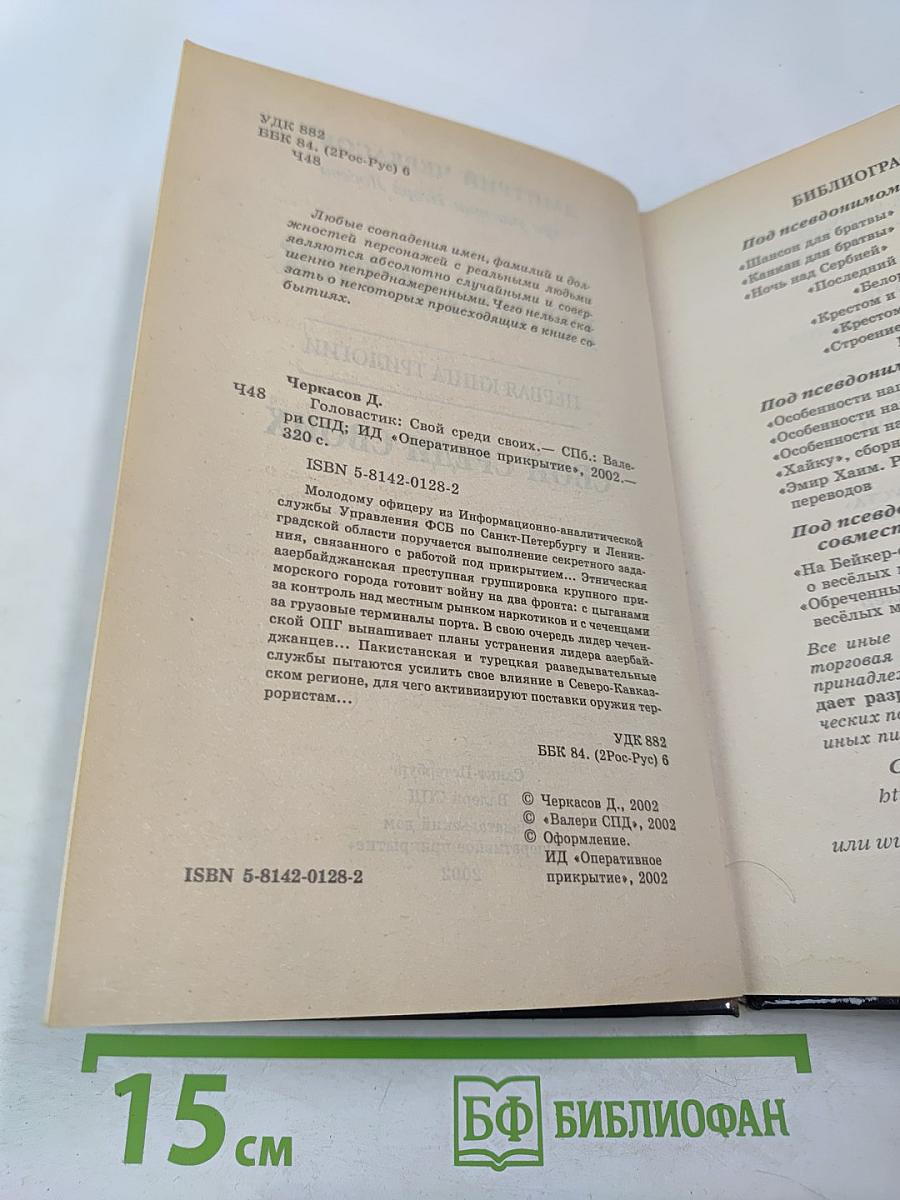 УДК 882
ББК 84. (2Рос-Рус) 6
Ч48
Любые совпадения имен, фамилий и дол-
жностей персонажей с реальными людьми
являются абсолютно случайными и совер-
шенно непреднамеренными. Чего нельзя ска-
зать о некоторых происходящих в книге со-
бытиях.
Черкасов Д.
Ч48
Головастик: Свой среди своих.— СПб.: Вале-
ри СПД; ИД «Оперативное прикрытие», 2002.—
320 с.
ISBN 5-8142-0128-2
Молодому офицеру из Информационно-аналитической
службы Управления ФСБ по Санкт-Петербургу и Ленин-
градской области поручается выполнение секретного зада-
ния, связанного с работой под прикрытием... Этническая
азербайджанская преступная группировка крупного при-
морского города готовит войну на два фронта: с цыганами
за контроль над местным рынком наркотиков и с чеченцами
за грузовые терминалы порта. В свою очередь лидер чечен-
ской ОПГ вынашивает планы устранения лидера азербай-
джанцев... Пакистанская и турецкая разведывательные
службы пытаются усилить свое влияние в Северо-Кавказ-
ском регионе, для чего активизируют поставки оружия тер-
рористам...
УДК 882
ББК 84. (2Рос-Рус) 6
© Черкасов Д., 2002
© «Валери СПД», 2002
© Оформление.
ИД «Оперативное
прикрытие», 2002
ISBN 5-8142-0128-2
БИБЛИОГРА
Под псевдонимом
«Шансон для братвы»
«Канкан для братвы»
«Ночь над Сербией»
«Последний
«Белор
«Крестом и
«Крестом
«Строение
Под псевдоним
«Особенности нац
«Особенности на
«Особенности на
«Хайку», сборн
«Эмир Хаим. Р
переводов
Под псевдо
совмест
«На Бейкер-с
о весёлых м
«Обреченны
весёлых м
Все иные
торговая
принадлеж
дает разр
ческих по
иных пи
или wu
15 см
БФ БИБЛИОФАН